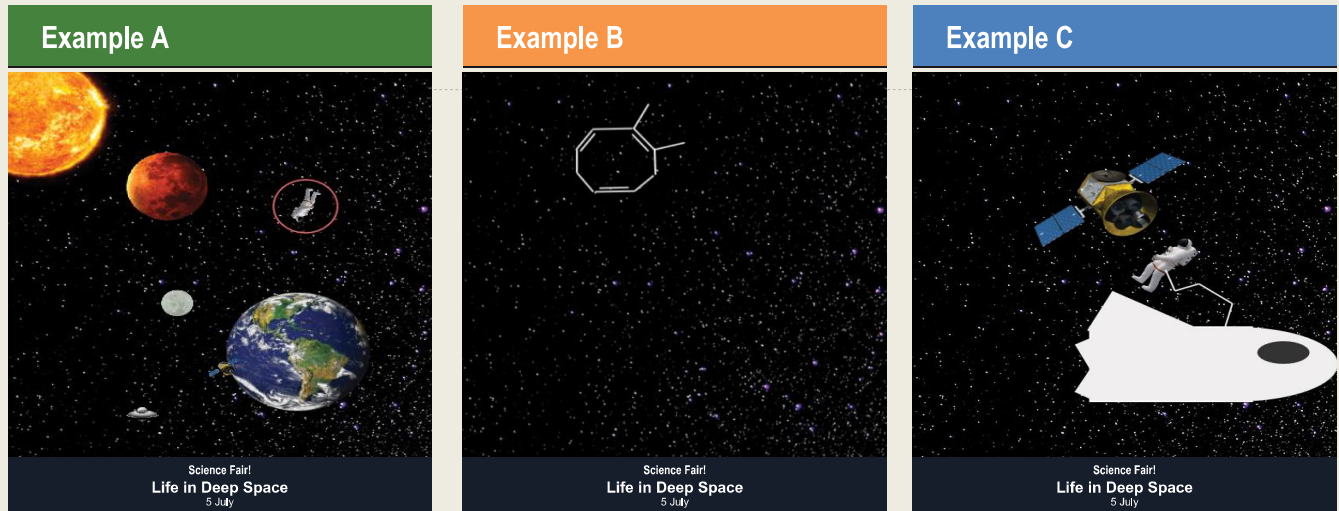 Example A
Example B
Example C
Science Fair!
Life in Deep Space
5 July
Science Fair!
Life in Deep Space
5 July
Science Fair!
Life in Deep Space
5 July